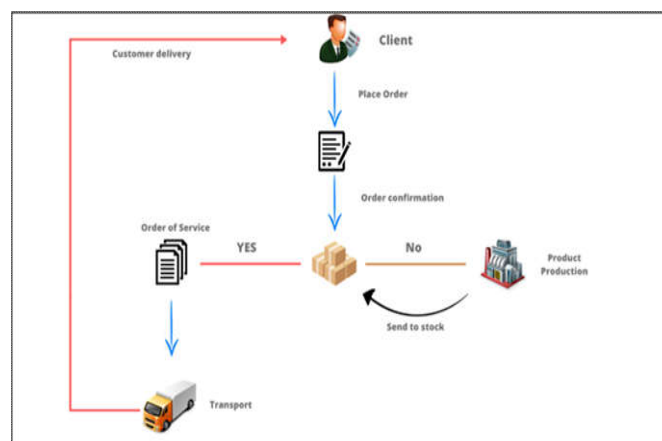 Client
Customer delivery
Place Order
Order confirmation
Order of Service
YES
No
Product
Production
Send to stock
Transport